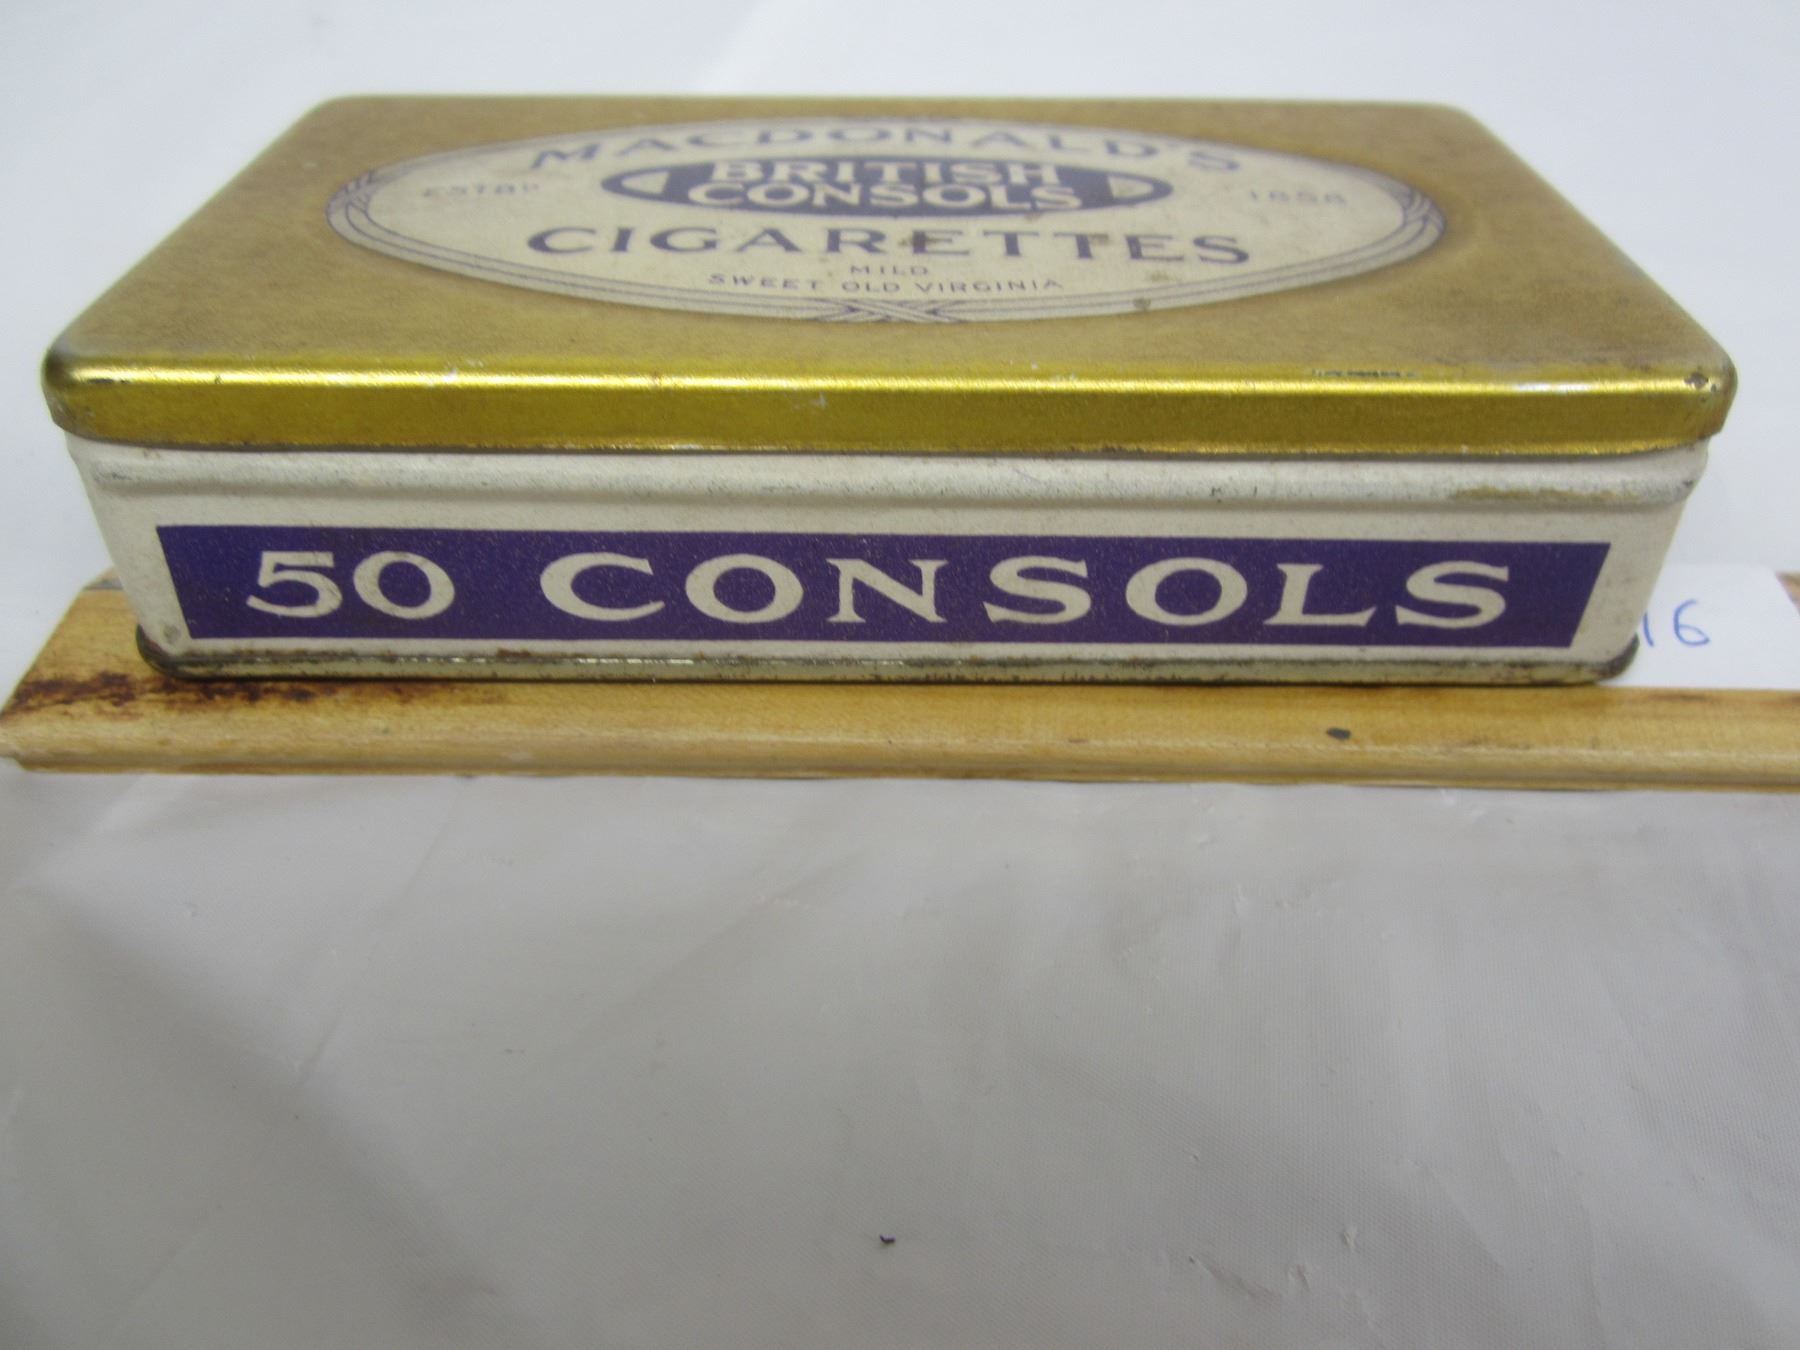 MACDONALD'S
BRITISH
CONSOLS
ESTBD 1858
CIGARETTES
MILD
SWEET OLD VIRGINIA
50 CONSOLS
16